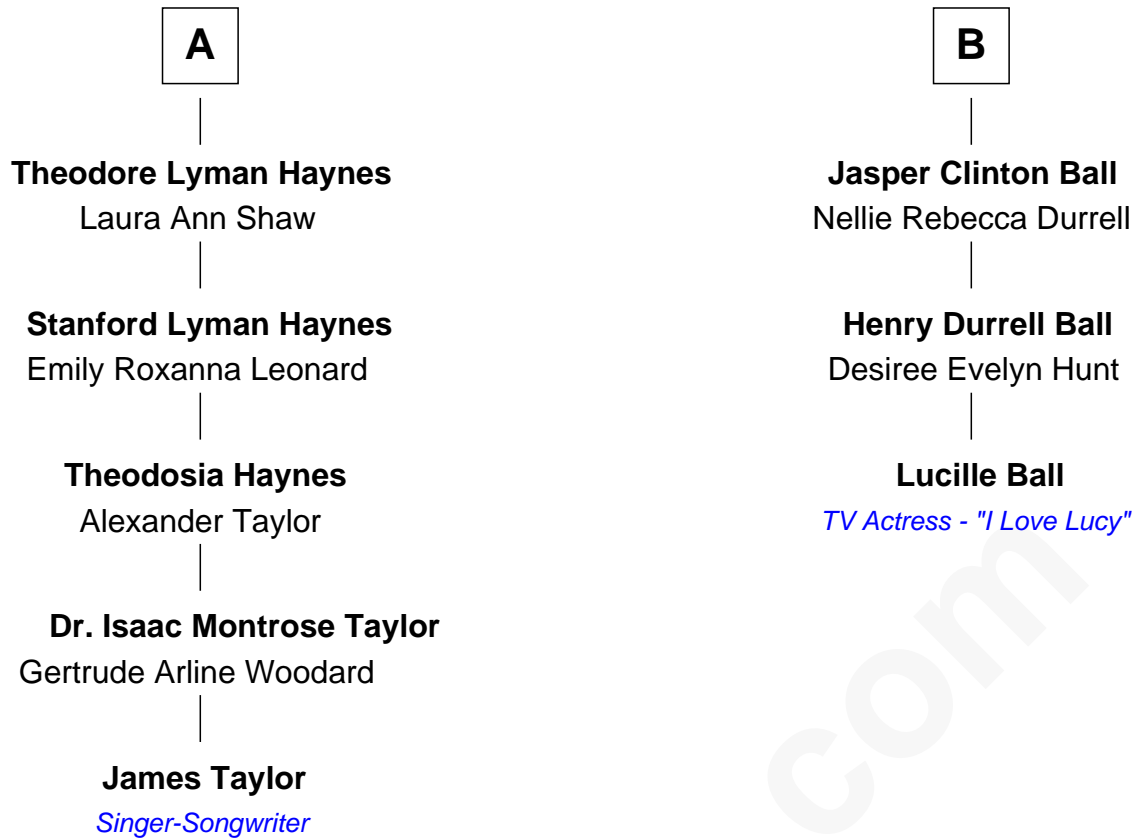 A
Theodore Lyman Haynes
Laura Ann Shaw
Stanford Lyman Haynes
Emily Roxanna Leonard
Theodosia Haynes
Alexander Taylor
Dr. Isaac Montrose Taylor
Gertrude Arline Woodard
James Taylor
Singer-Songwriter
B
Jasper Clinton Ball
Nellie Rebecca Durrell
Henry Durrell Ball
Desiree Evelyn Hunt
Lucille Ball
TV Actress - "I Love Lucy"
com